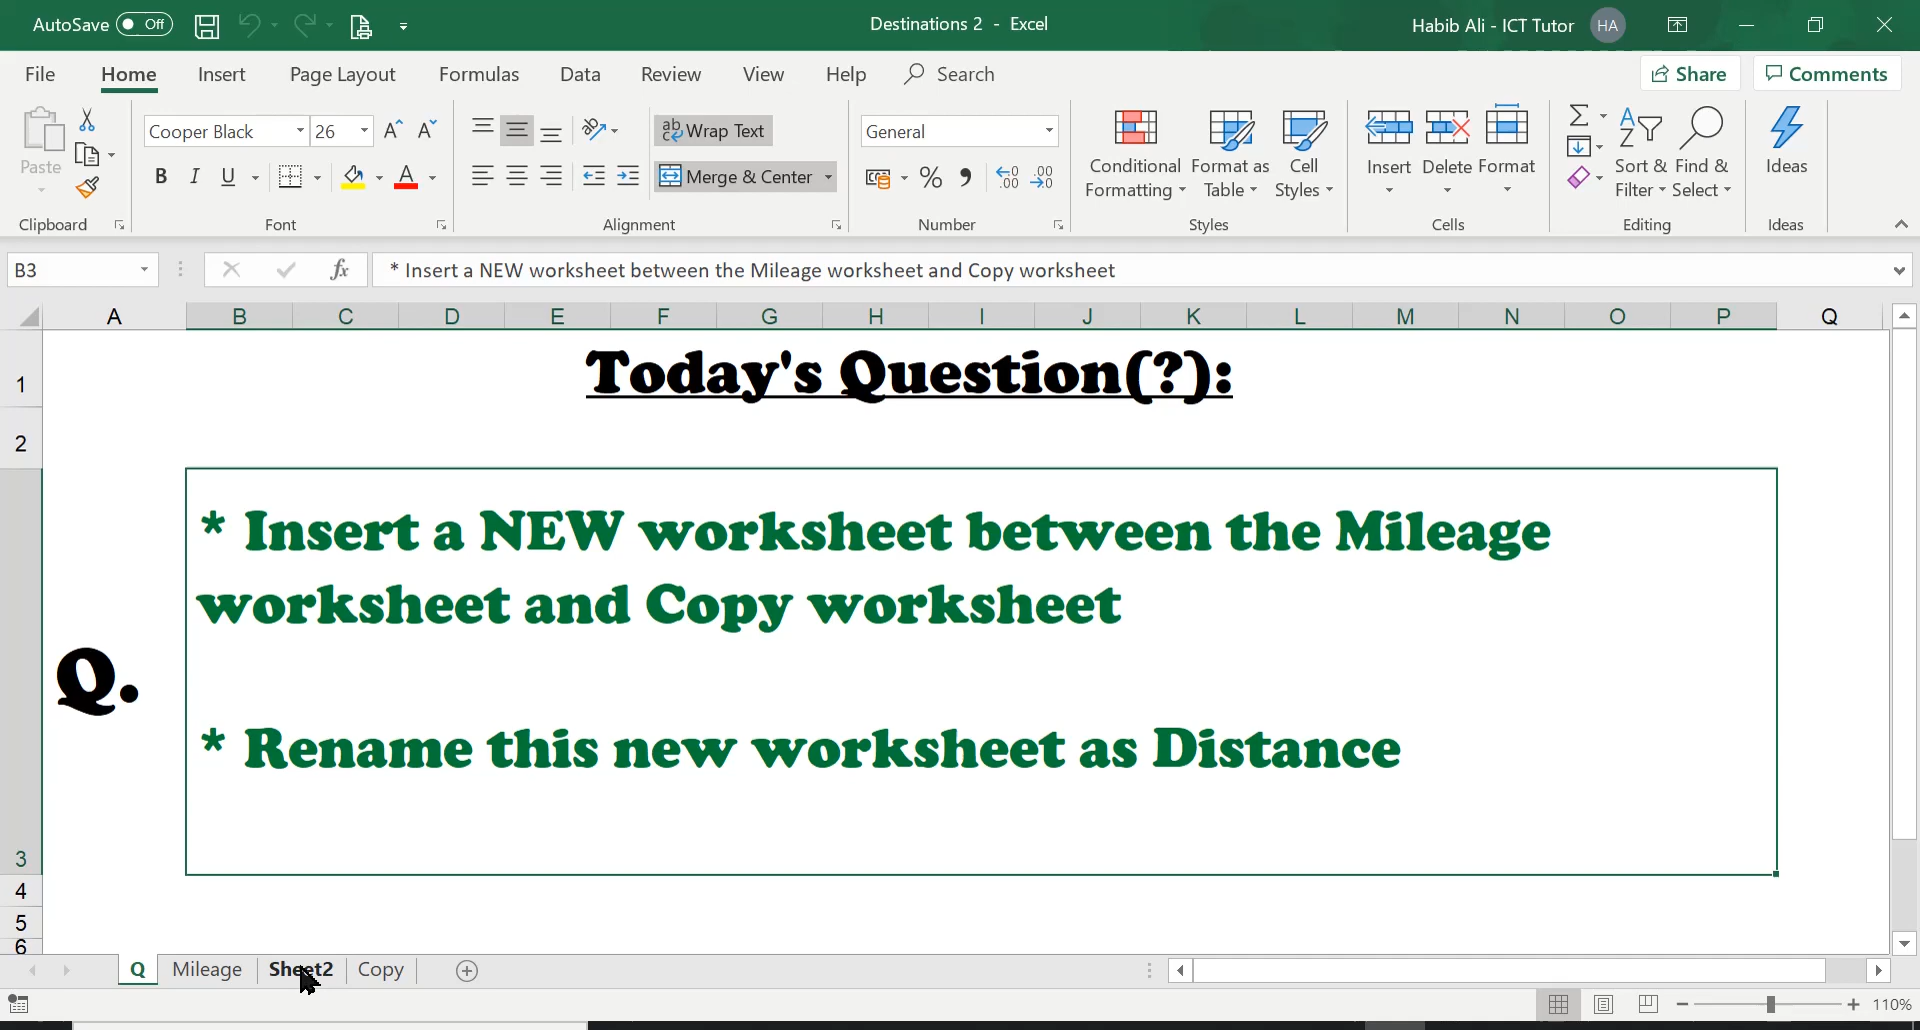 AutoSave Off
Destinations 2 - Excel
Habib Ali - ICT Tutor HA
File Home Insert Page Layout Formulas Data Review View Help Search
Share Comments
Paste
Clipboard
Cooper Black 26
B I U A
Font
Wrap Text
Merge & Center
Alignment
General
% 
Number
Conditional Formatting
Format as Table
Cell Styles
Styles
Insert Delete Format
Cells
Sort & Filter
Find & Select
Editing
Ideas
Ideas
B3
fx
* Insert a NEW worksheet between the Mileage worksheet and Copy worksheet
A B C D E F G H I J K L M N O P Q
1
Today's Question(?):
2
* Insert a NEW worksheet between the Mileage
worksheet and Copy worksheet
Q.
* Rename this new worksheet as Distance
3
4
5
6
Q Mileage Sheet2 Copy
110%